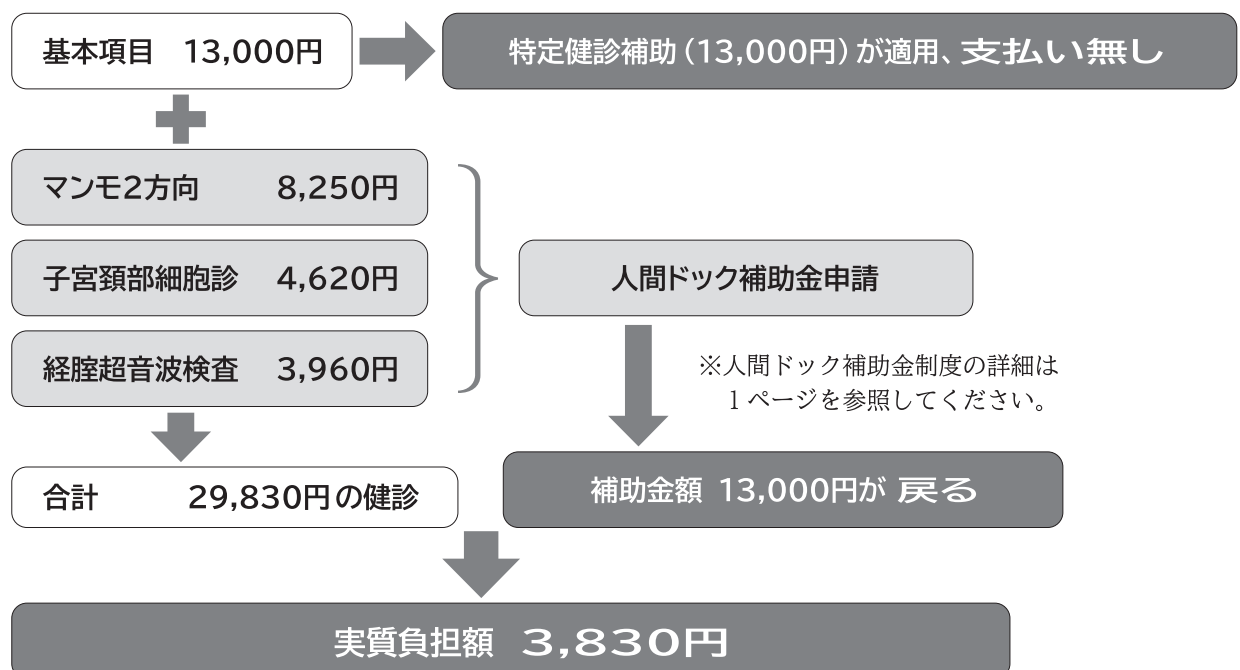 基本項目 13,000円
特定健診補助（13,000円）が適用、支払い無し
マンモ2方向 8,250円
子宮頚部細胞診 4,620円
経腟超音波検査 3,960円
人間ドック補助金申請
※人間ドック補助金制度の詳細は
1ページを参照してください。
合計 29,830円の健診
補助金額 13,000円が 戻る
実質負担額 3,830円